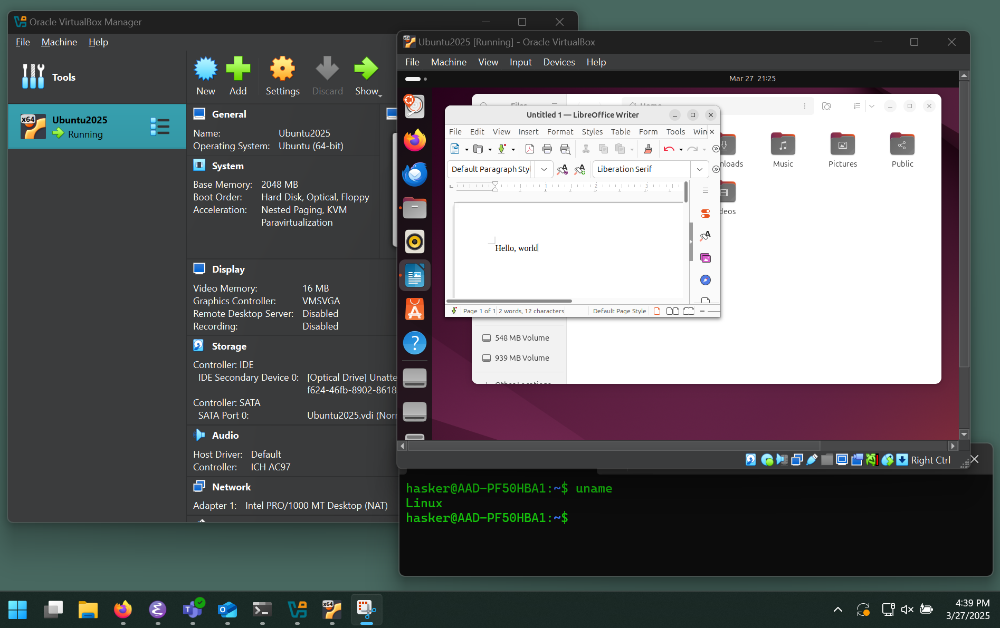 Oracle VirtualBox Manager
File Machine Help
Tools
New Add Settings Discard Show
x64 Ubuntu2025
Running
General
Name: Ubuntu2025
Operating System: Ubuntu (64-bit)
System
Base Memory: 2048 MB
Boot Order: Hard Disk, Optical, Floppy
Acceleration: Nested Paging, KVM
Paravirtualization
Display
Video Memory: 16 MB
Graphics Controller: VMSVGA
Remote Desktop Server: Disabled
Recording: Disabled
Storage
Controller: IDE
IDE Secondary Device 0: [Optical Drive] Unatte
f624-46fb-8902-8618
Controller: SATA
SATA Port 0: Ubuntu2025.vdi (Nor
Audio
Host Driver: Default
Controller: ICH AC97
Network
Adapter 1: Intel PRO/1000 MT Desktop (NAT)
Ubuntu2025 [Running] - Oracle VirtualBox
File Machine View Input Devices Help
Mar 27 21:25
Untitled 1 — LibreOffice Writer
File Edit View Insert Format Styles Table Form Tools Win
Default Paragraph Styl
Liberation Serif
1 2 3
Hello, world
Page 1 of 1 2 words, 12 characters Default Page Style
nloads Music Pictures Public
deos
548 MB Volume
939 MB Volume
Right Ctrl
hasker@AAD-PF50HBA1:~$ uname
Linux
hasker@AAD-PF50HBA1:~$
4:39 PM
3/27/2025